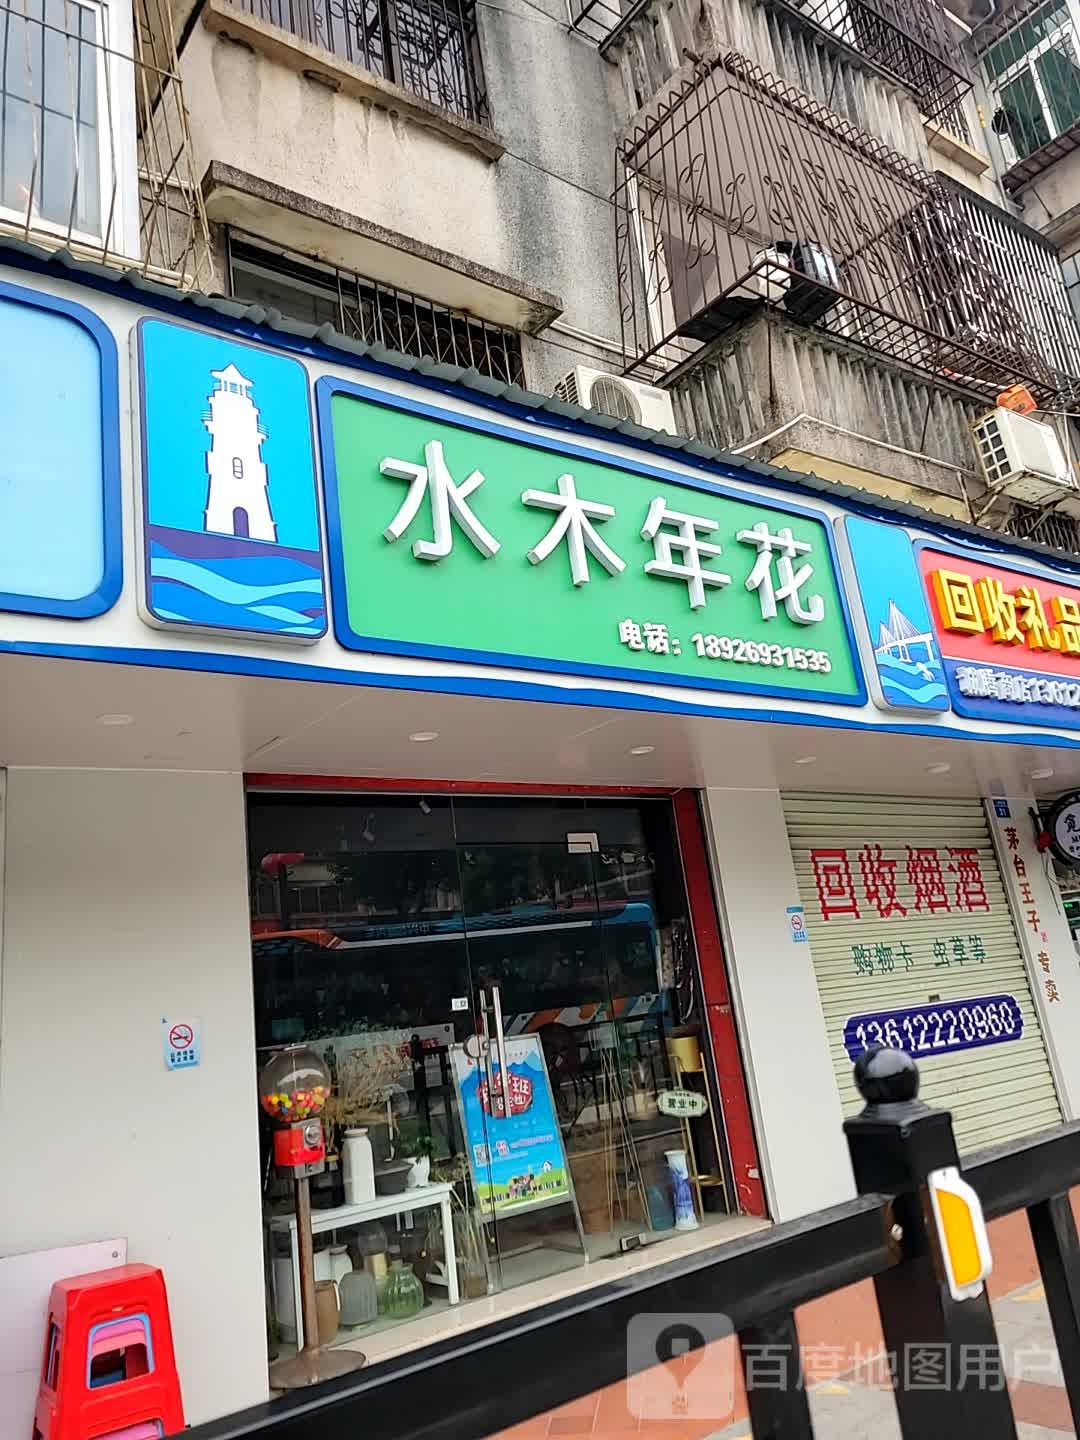 水木年花
电话：18926931535
回收礼品
回收烟酒
购物卡 虫草等
13612220960
茅台王子 专卖
营业中
百度地图用户